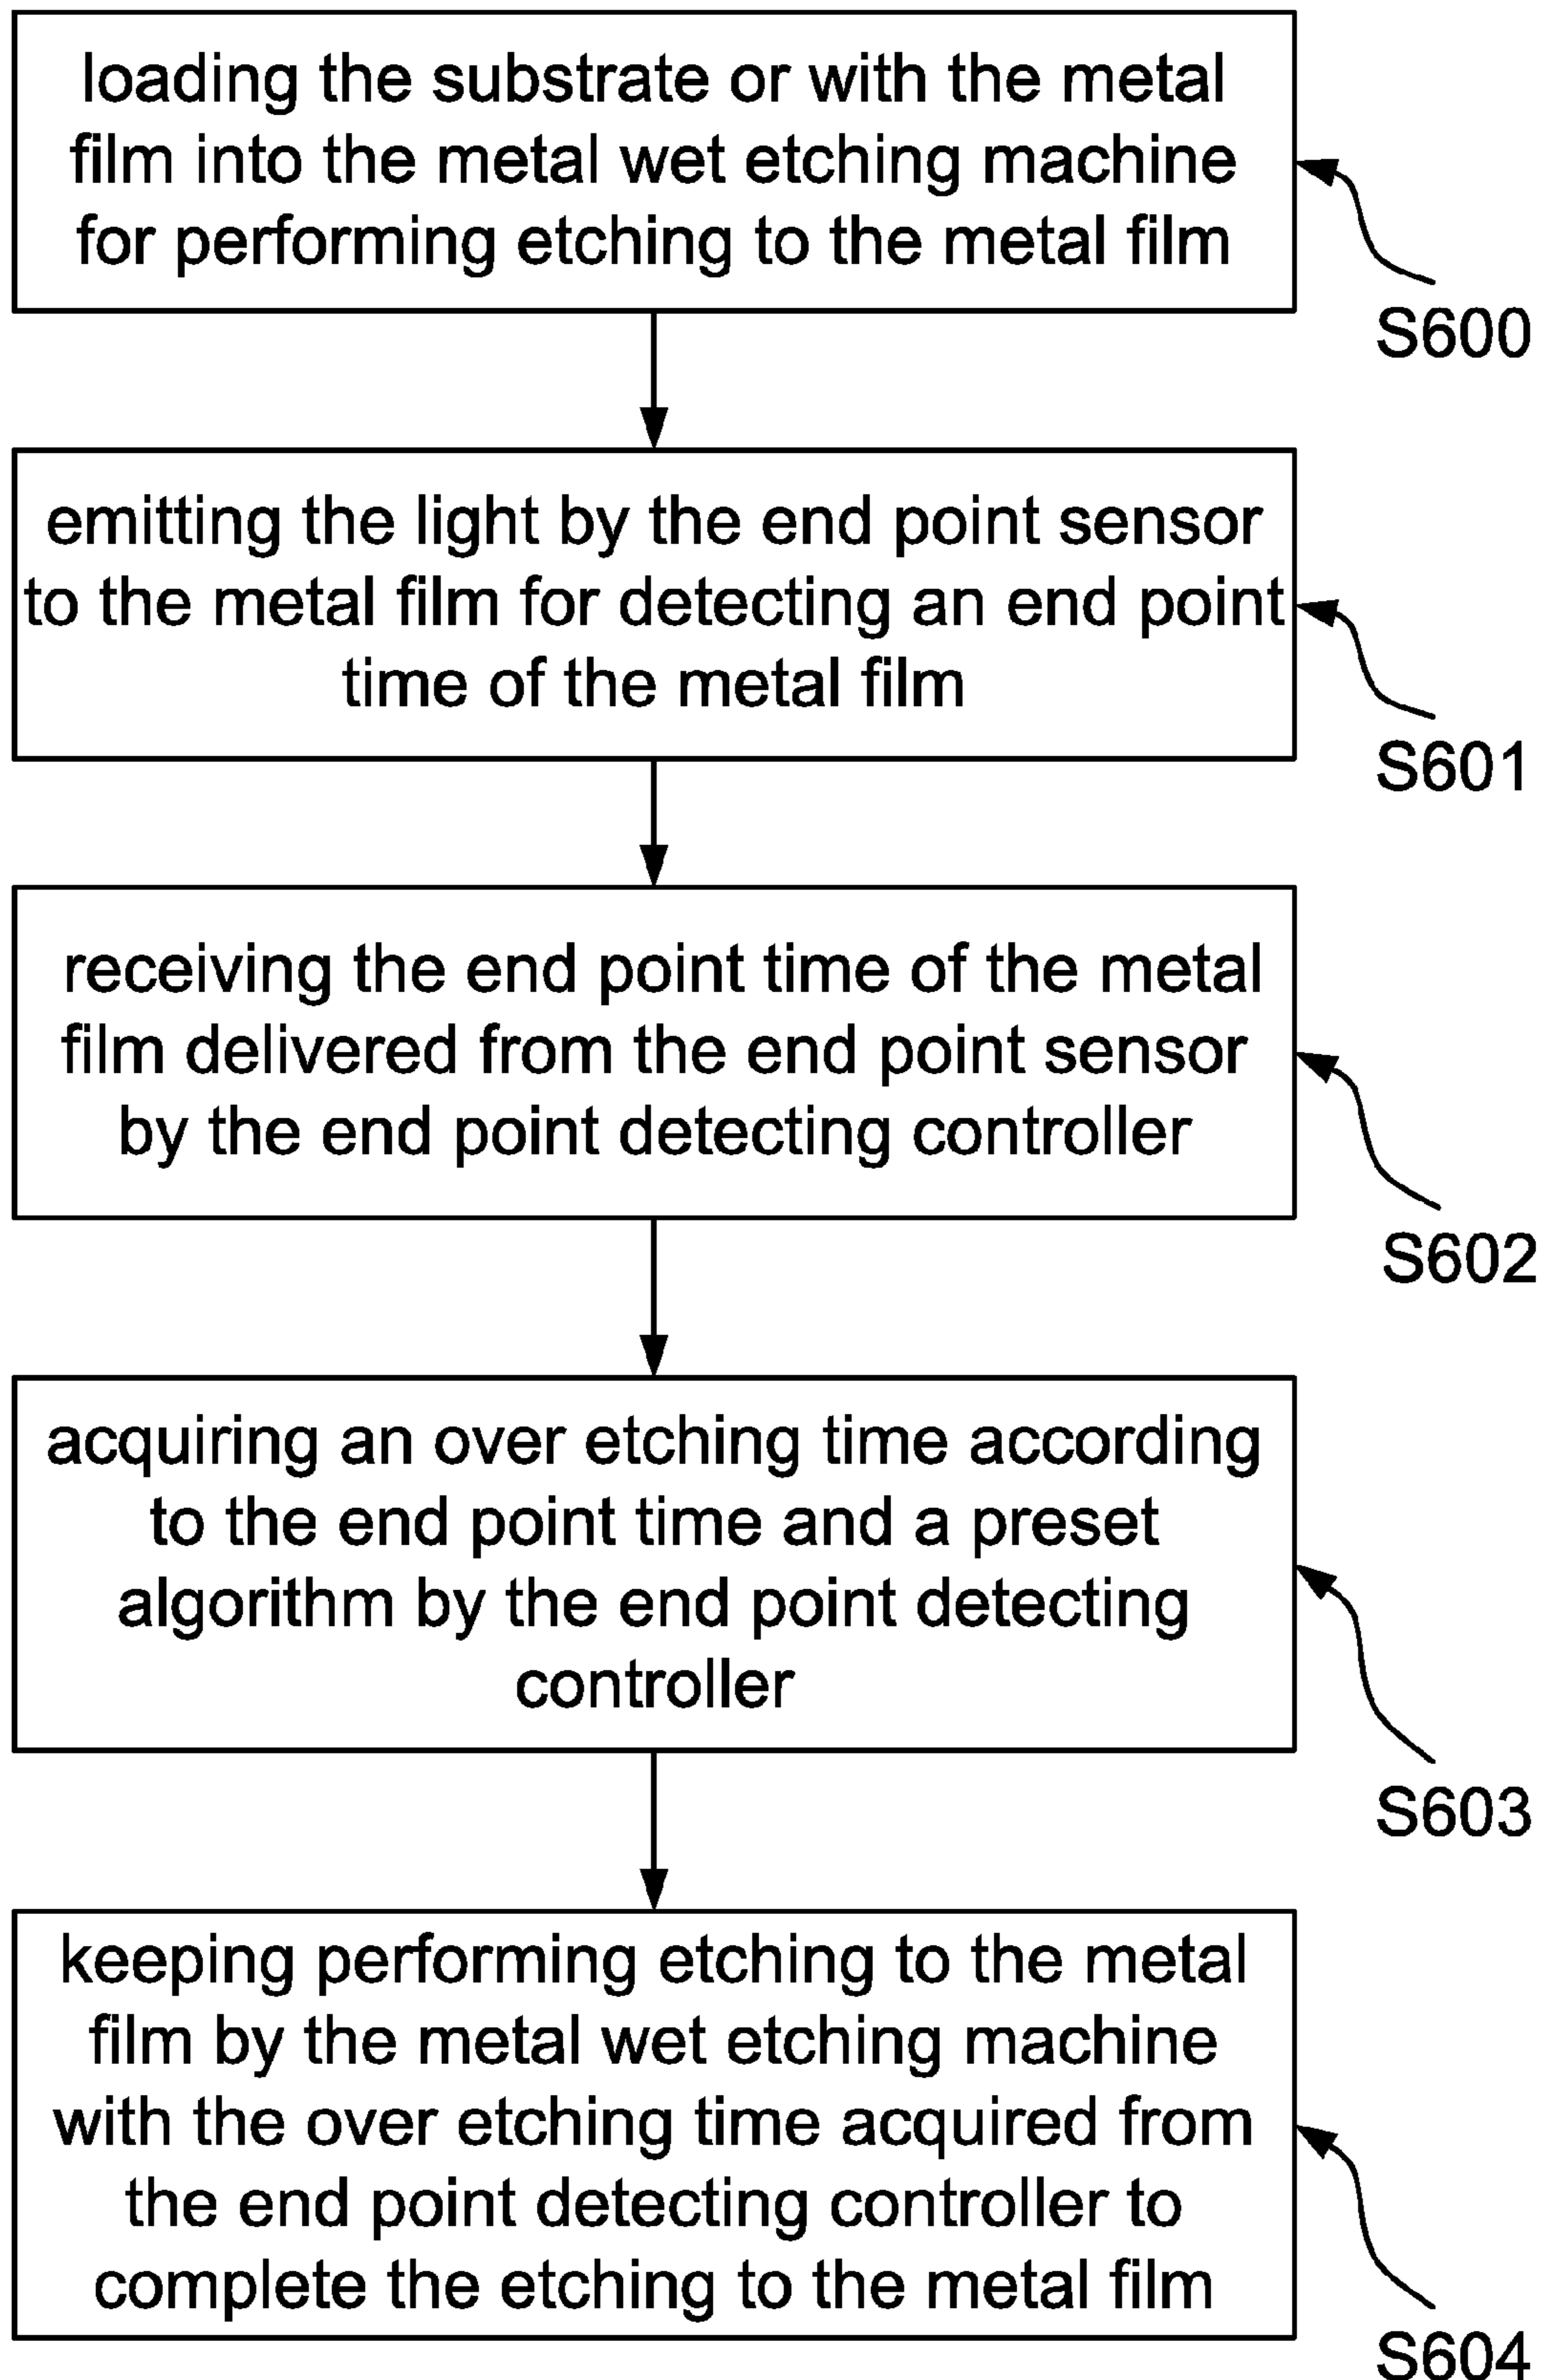 loading the substrate or with the metal
film into the metal wet etching machine
for performing etching to the metal film
S600
emitting the light by the end point sensor
to the metal film for detecting an end point
time of the metal film
S601
receiving the end point time of the metal
film delivered from the end point sensor
by the end point detecting controller
S602
acquiring an over etching time according
to the end point time and a preset
algorithm by the end point detecting
controller
S603
keeping performing etching to the metal
film by the metal wet etching machine
with the over etching time acquired from
the end point detecting controller to
complete the etching to the metal film
S604